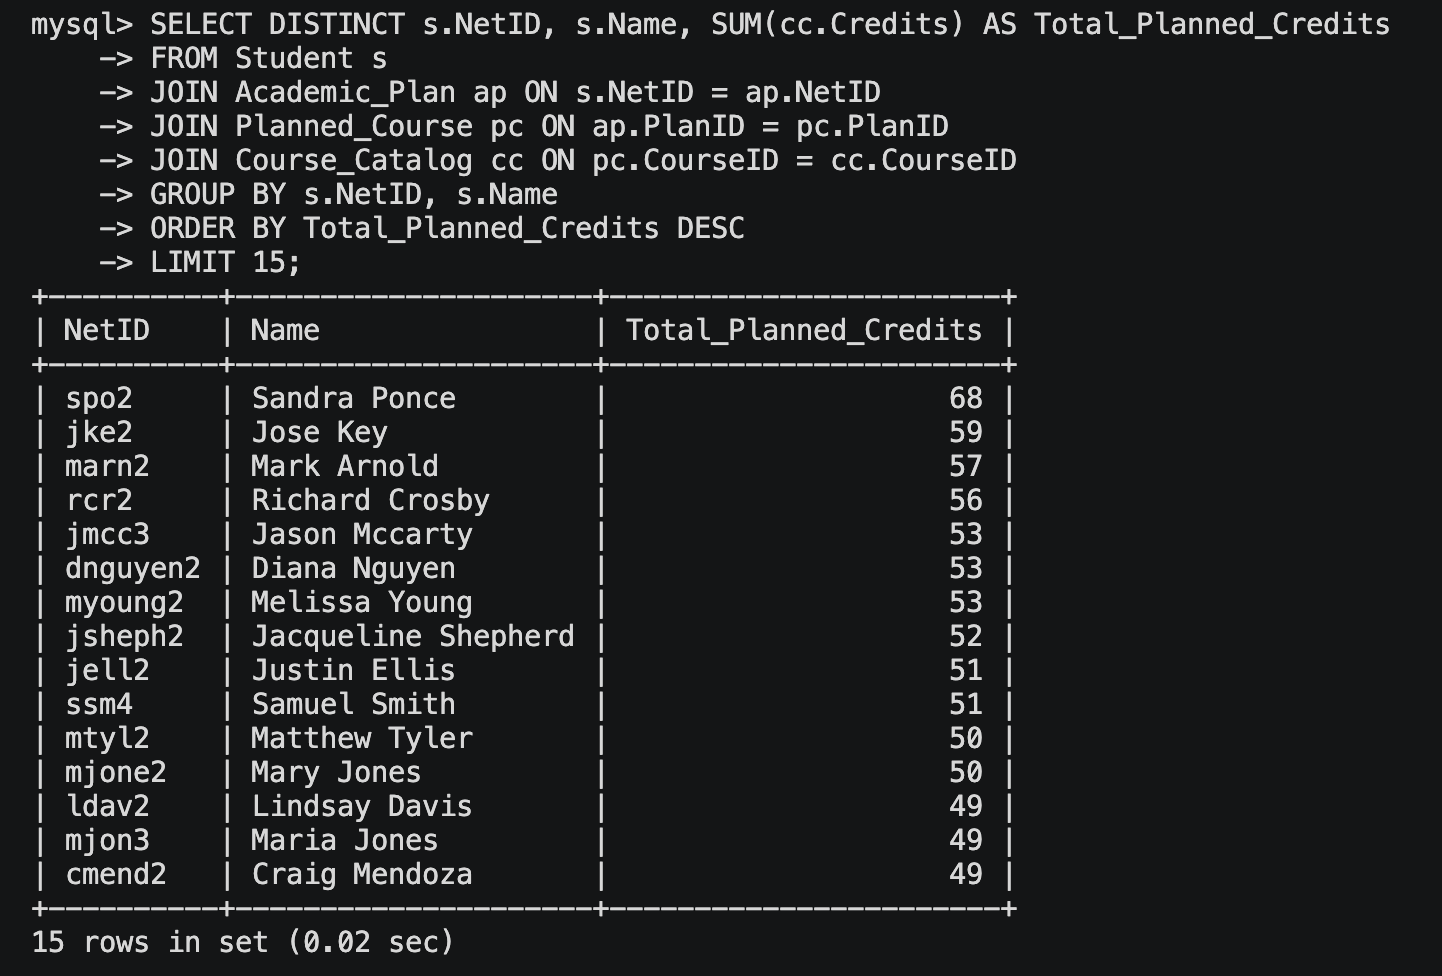 mysql> SELECT DISTINCT s.NetID, s.Name, SUM(cc.Credits) AS Total_Planned_Credits
    -> FROM Student s
    -> JOIN Academic_Plan ap ON s.NetID = ap.NetID
    -> JOIN Planned_Course pc ON ap.PlanID = pc.PlanID
    -> JOIN Course_Catalog cc ON pc.CourseID = cc.CourseID
    -> GROUP BY s.NetID, s.Name
    -> ORDER BY Total_Planned_Credits DESC
    -> LIMIT 15;
+----------+---------------------+-----------------------+
| NetID    | Name                | Total_Planned_Credits |
+----------+---------------------+-----------------------+
| spo2     | Sandra Ponce        |                    68 |
| jke2     | Jose Key            |                    59 |
| marn2    | Mark Arnold         |                    57 |
| rcr2     | Richard Crosby      |                    56 |
| jmcc3    | Jason Mccarty       |                    53 |
| dnguyen2 | Diana Nguyen        |                    53 |
| myoung2  | Melissa Young       |                    53 |
| jsheph2  | Jacqueline Shepherd |                    52 |
| jell2    | Justin Ellis        |                    51 |
| ssm4     | Samuel Smith        |                    51 |
| mtyl2    | Matthew Tyler       |                    50 |
| mjone2   | Mary Jones          |                    50 |
| ldav2    | Lindsay Davis       |                    49 |
| mjon3    | Maria Jones         |                    49 |
| cmend2   | Craig Mendoza       |                    49 |
+----------+---------------------+-----------------------+
15 rows in set (0.02 sec)